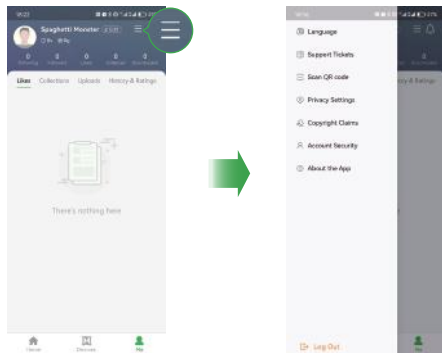 Spaghetti Monster
0 0 0 0 0
Likes Collections Uploads History & Ratings
There's nothing here
Home Discover Me
Language
Support Tickets
Scan QR code
Privacy Settings
Copyright Claims
Account Security
About the App
Log Out
Me